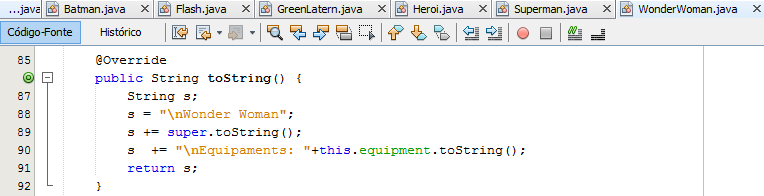 ...java Batman.java Flash.java GreenLatern.java Heroi.java Superman.java WonderWoman.java
Código-Fonte Histórico
85 @Override
public String toString() {
87 String s;
88 s = "\nWonder Woman";
89 s += super.toString();
90 s  += "\nEquipaments: "+this.equipment.toString();
91 return s;
92 }